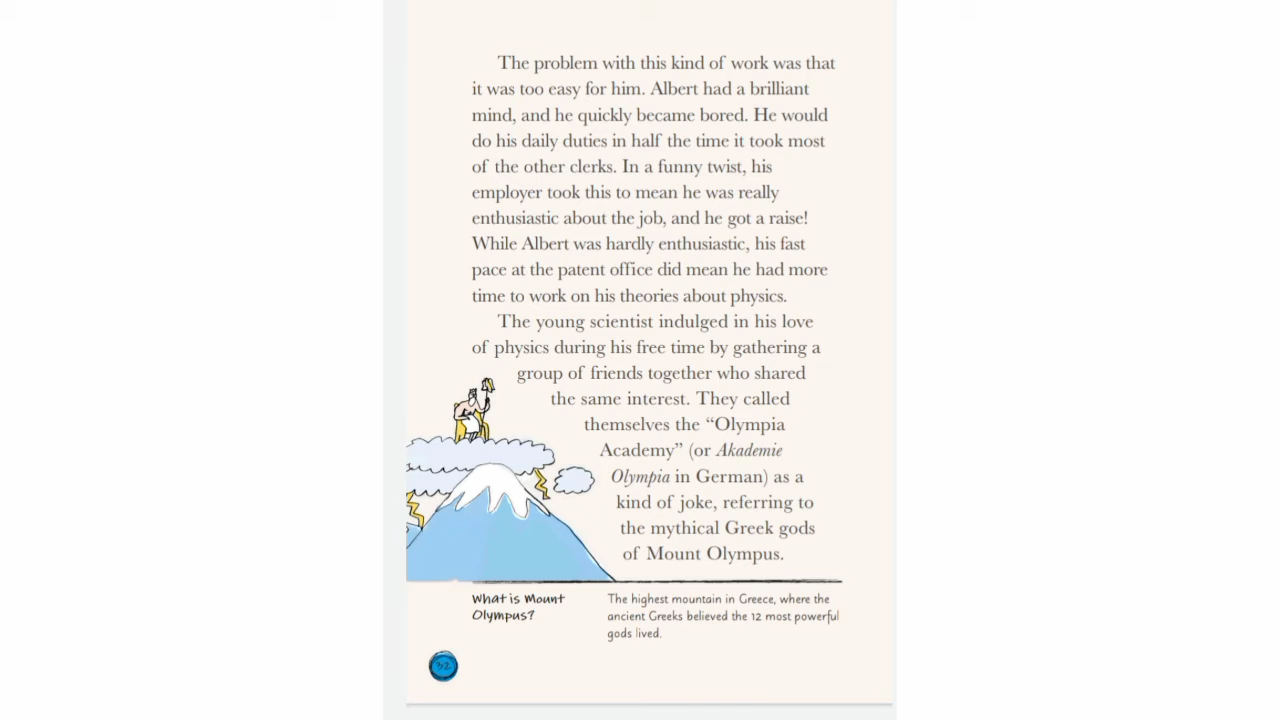 The problem with this kind of work was that
it was too easy for him. Albert had a brilliant
mind, and he quickly became bored. He would
do his daily duties in half the time it took most
of the other clerks. In a funny twist, his
employer took this to mean he was really
enthusiastic about the job, and he got a raise!
While Albert was hardly enthusiastic, his fast
pace at the patent office did mean he had more
time to work on his theories about physics.
The young scientist indulged in his love
of physics during his free time by gathering a
group of friends together who shared
the same interest. They called
themselves the “Olympia
Academy” (or Akademie
Olympia in German) as a
kind of joke, referring to
the mythical Greek gods
of Mount Olympus.
What is Mount
Olympus?
The highest mountain in Greece, where the
ancient Greeks believed the 12 most powerful
gods lived.
32